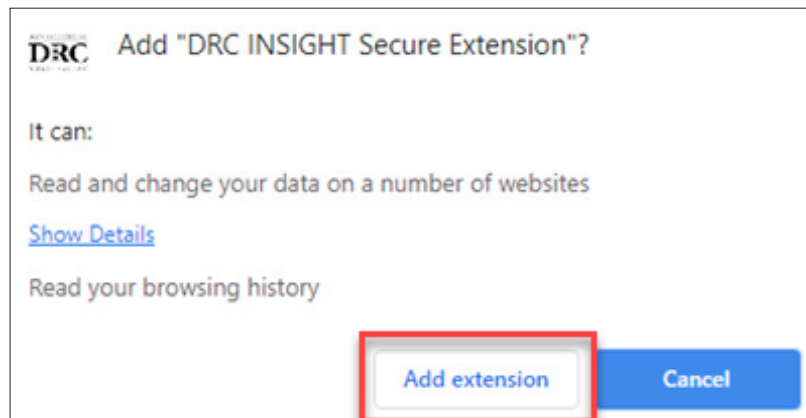 DRC
Add "DRC INSIGHT Secure Extension"?
It can:
Read and change your data on a number of websites
Show Details
Read your browsing history
Add extension
Cancel